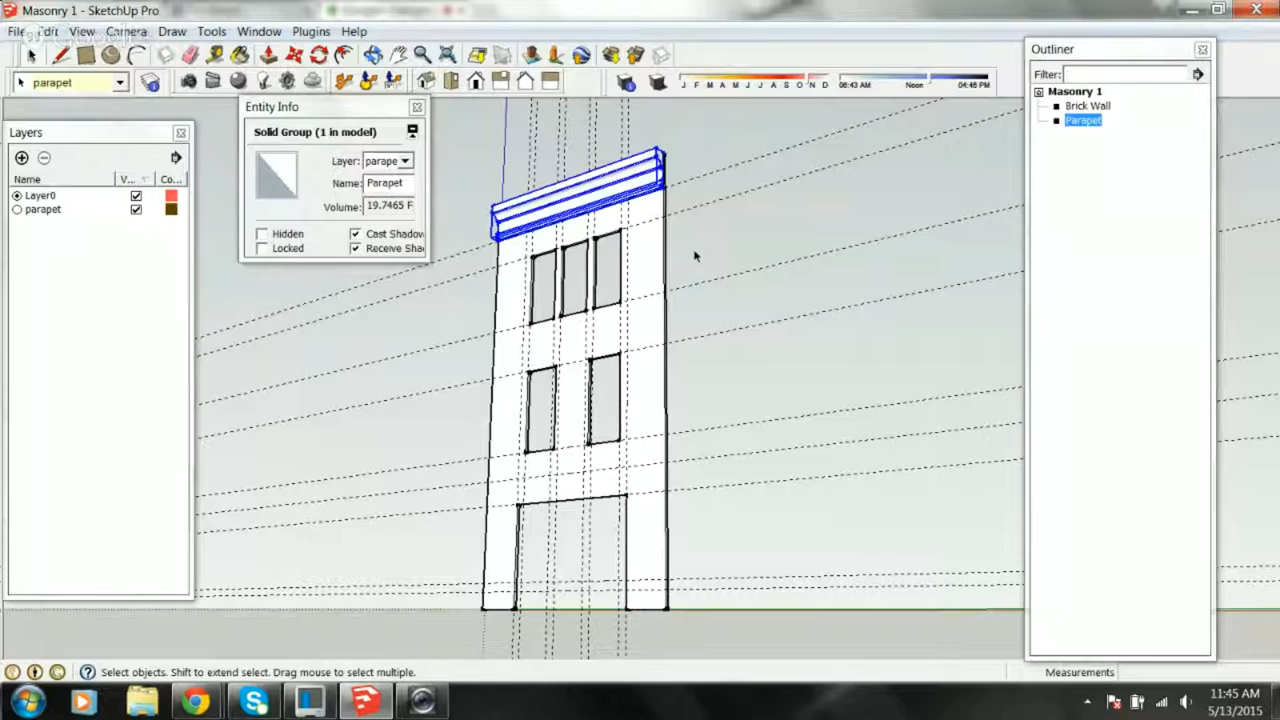 Masonry 1 - SketchUp Pro
File Edit View Camera Draw Tools Window Plugins Help
parapet
J F M A M J J A S O N D
06:43 AM Noon 04:46 PM
Layers
Name V... Co...
Layer0
parapet
Entity Info
Solid Group (1 in model)
Layer: parape
Name: Parapet
Volume: 19.7465 F
Hidden Cast Shadow
Locked Receive Sha
Outliner
Filter:
Masonry 1
Brick Wall
Parapet
Select objects. Shift to extend select. Drag mouse to select multiple.
Measurements
11:45 AM
5/13/2015